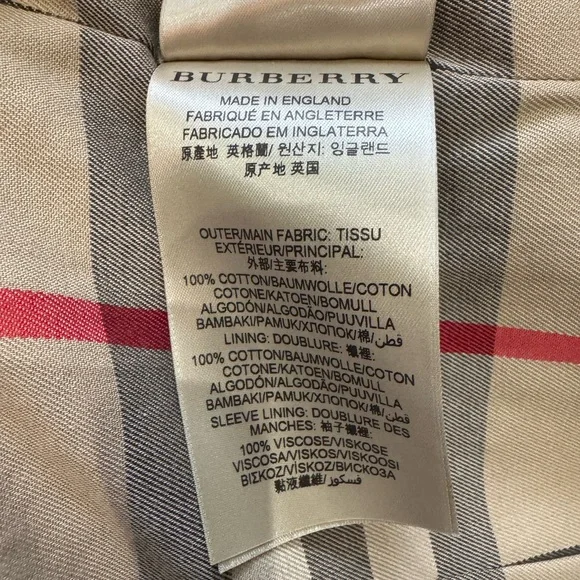 BURBERRY
MADE IN ENGLAND
FABRIQUÉ EN ANGLETERRE
FABRICADO EM INGLATERRA
原產地 英格蘭/ 원산지: 잉글랜드
原产地 英国
OUTER/MAIN FABRIC: TISSU
EXTÉRIEUR/PRINCIPAL:
外部/主要布料:
100% COTTON/BAUMWOLLE/COTON
COTONE/KATOEN/BOMULL
ALGODÓN/ALGODÃO/PUUVILLA
BAMBAKI/PAMUK/ХЛОПОК/棉/قطن
LINING: DOUBLURE: 襯裡:
100% COTTON/BAUMWOLLE/COTON
COTONE/KATOEN/BOMULL
ALGODÓN/ALGODÃO/PUUVILLA
BAMBAKI/PAMUK/ХЛОПОК/棉/قطن
SLEEVE LINING: DOUBLURE DES
MANCHES: 袖子襯裡:
100% VISCOSE/VISKOSE
VISCOSA/VISKOS/VISKOOSI
ΒΙΣΚΟΖ/VİSKOZ/ВИСКОЗА
黏液纖維/فسكوز